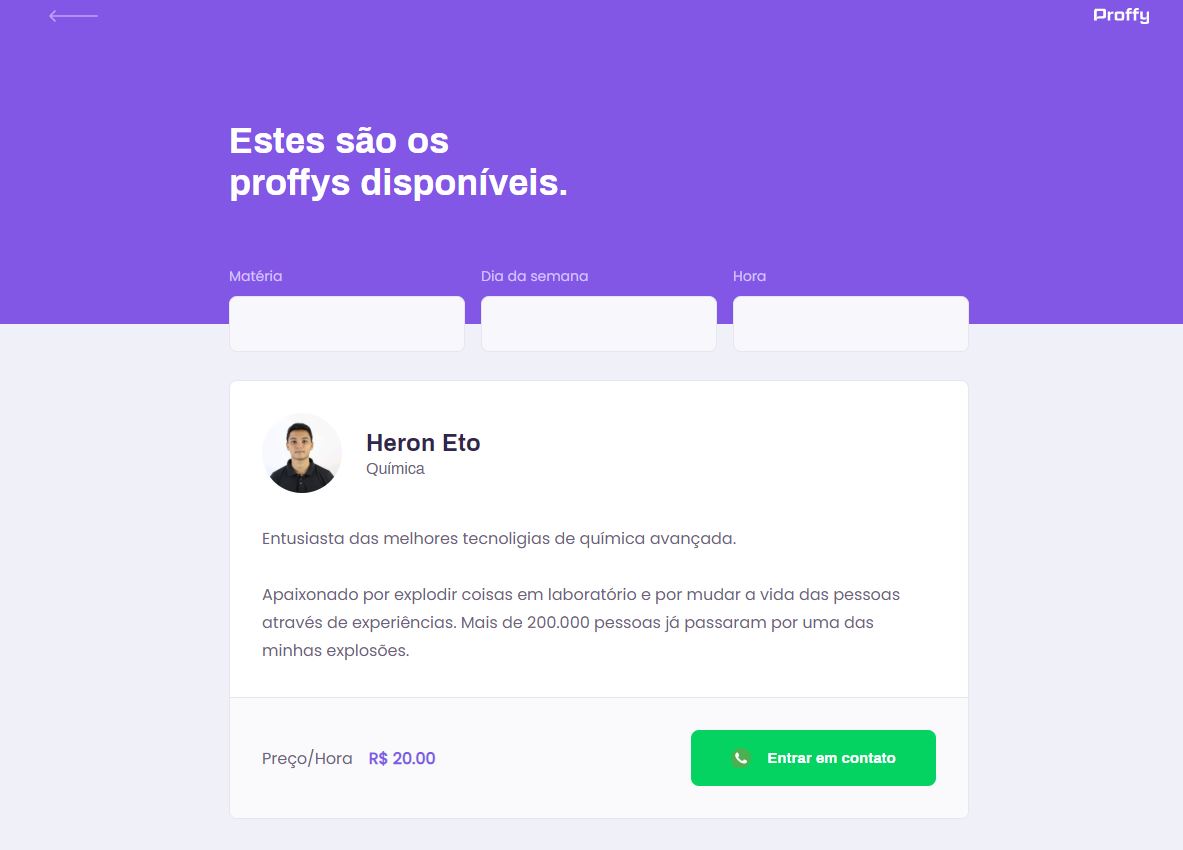 Proffy
Estes são os
proffys disponíveis.
Matéria
Dia da semana
Hora
Heron Eto
Química
Entusiasta das melhores tecnoligias de química avançada.
Apaixonado por explodir coisas em laboratório e por mudar a vida das pessoas
através de experiências. Mais de 200.000 pessoas já passaram por uma das
minhas explosões.
Preço/Hora R$ 20.00
Entrar em contato